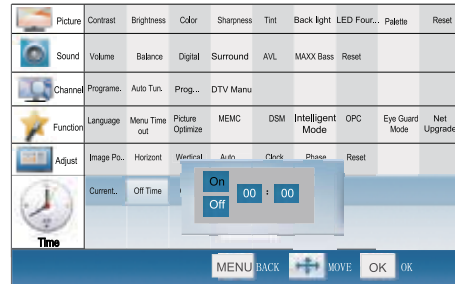 Picture Contrast Brightness Color Sharpness Tint Back light LED Four... Palette Reset
Sound Volume Balance Digital Surround AVL MAXX Bass Reset
Channel Programe. Auto Tun. Prog... DTV Manu
Function Language Menu Time out Picture Optimize MEMC DSM Intelligent Mode OPC Eye Guard Mode Net Upgrade
Adjust Image Po.. Horizont Wertical Auto Clock Phase Reset
Time Current.. Off Time
On
00 : 00
Off
MENU BACK MOVE OK OK